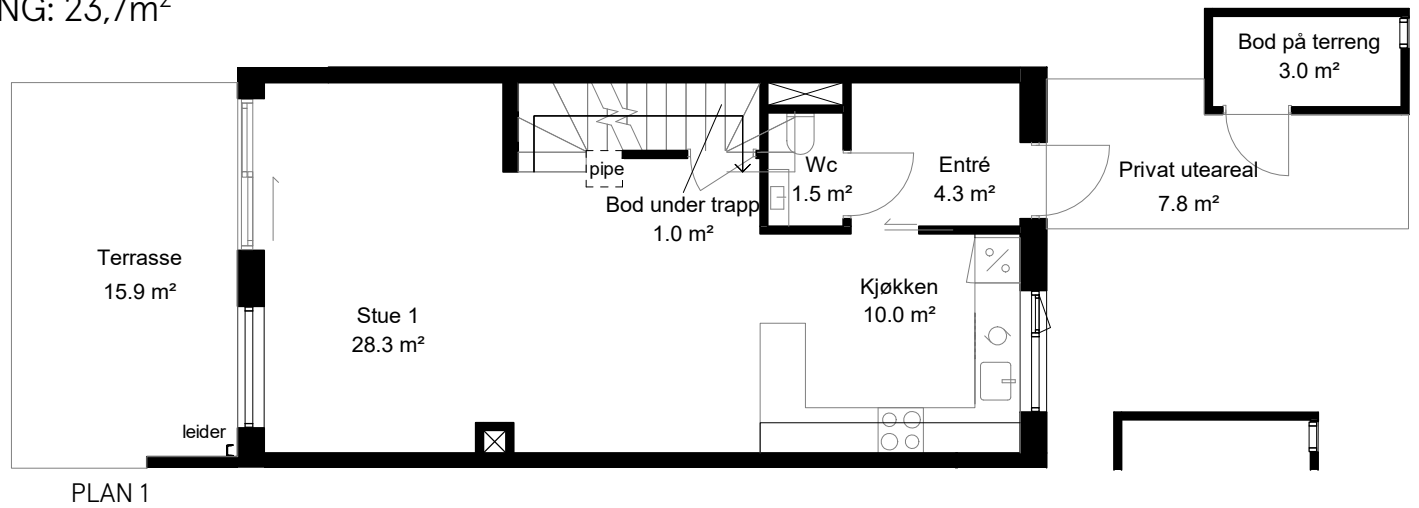 NG: 23,7m²
Bod på terreng
3.0 m²
Wc
1.5 m²
Entré
4.3 m²
Privat uteareal
7.8 m²
pipe
Bod under trapp
1.0 m²
Terrasse
15.9 m²
Stue 1
28.3 m²
Kjøkken
10.0 m²
leider
PLAN 1